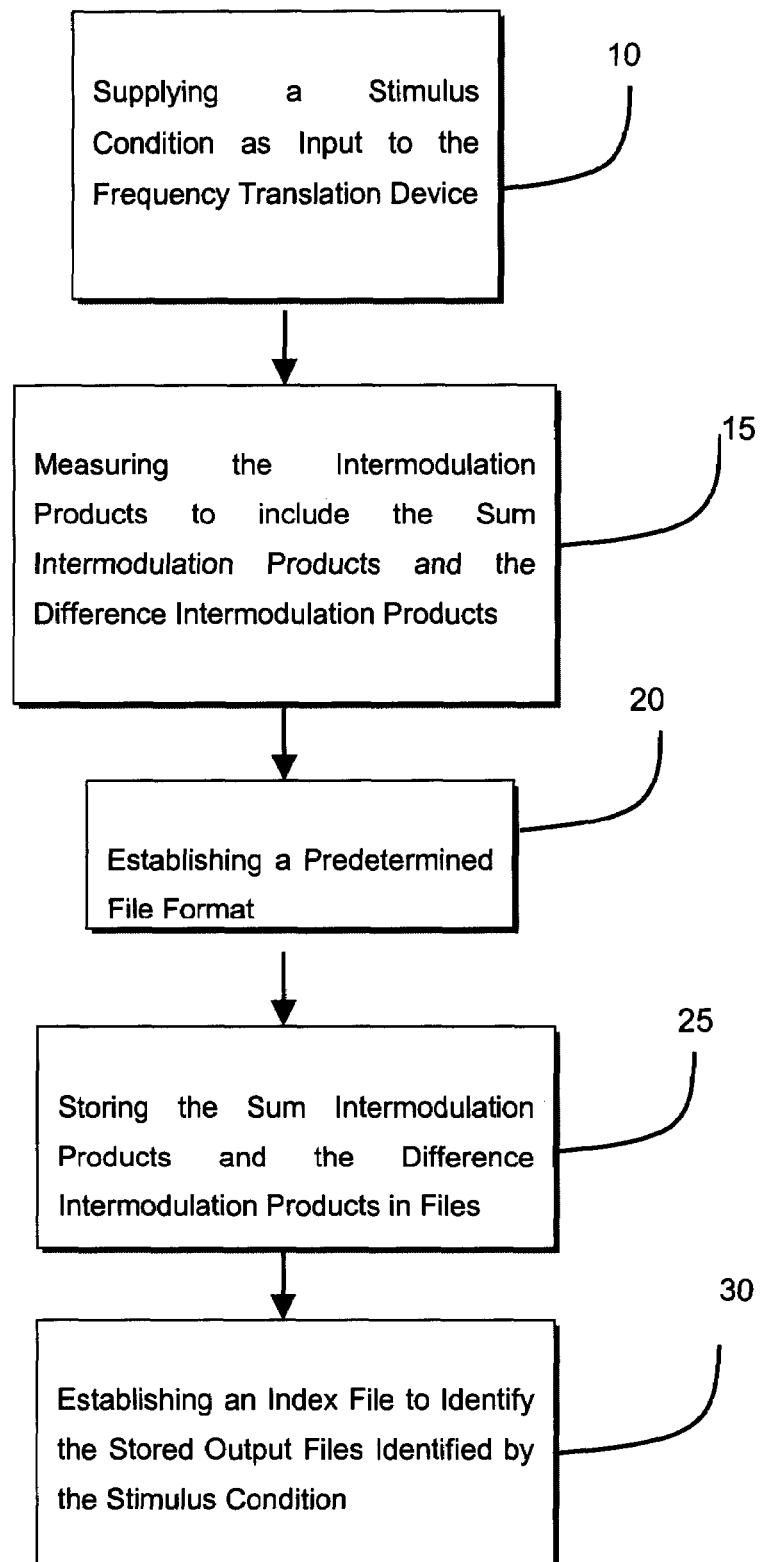 10
Supplying a Stimulus
Condition as Input to the
Frequency Translation Device
15
Measuring the Intermodulation
Products to include the Sum
Intermodulation Products and the
Difference Intermodulation Products
20
Establishing a Predetermined
File Format
25
Storing the Sum Intermodulation
Products and the Difference
Intermodulation Products in Files
30
Establishing an Index File to Identify
the Stored Output Files Identified by
the Stimulus Condition